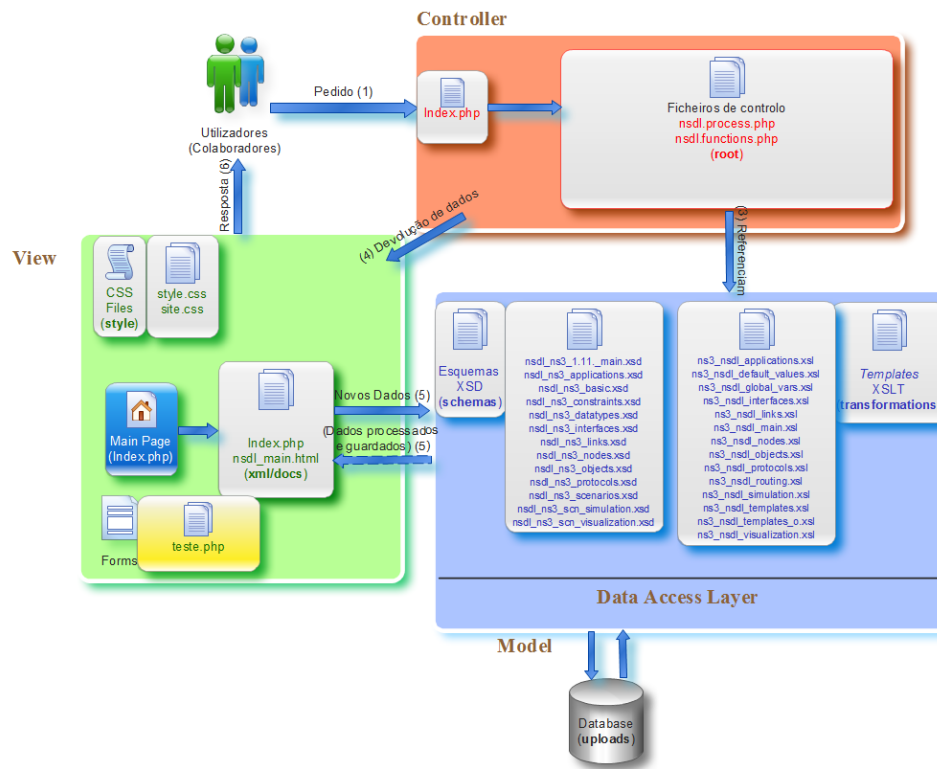 Controller
Pedido (1)
Index.php
Ficheiros de controlo
nsdl.process.php
nsdl.functions.php
(root)
Utilizadores
(Colaboradores)
Resposta (6)
(4) Devolução de dados
(3) Referenciam
View
CSS
Files
(style)
style.css
site.css
Main Page
(Index.php)
Index.php
nsdl_main.html
(xml/docs)
Forms
teste.php
Novos Dados (5)
(Dados processados
e guardados) (5)
Esquemas
XSD
(schemas)
nsdl_ns3_1.11._main.xsd
nsdl_ns3_applications.xsd
nsdl_ns3_basic.xsd
nsdl_ns3_constraints.xsd
nsdl_ns3_datatypes.xsd
nsdl_ns3_interfaces.xsd
nsdl_ns3_links.xsd
nsdl_ns3_nodes.xsd
nsdl_ns3_objects.xsd
nsdl_ns3_protocols.xsd
nsdl_ns3_scenarios.xsd
nsdl_ns3_scn_simulation.xsd
nsdl_ns3_scn_visualization.xsd
ns3_nsdl_applications.xsl
ns3_nsdl_default_values.xsl
ns3_nsdl_global_vars.xsl
ns3_nsdl_interfaces.xsl
ns3_nsdl_links.xsl
ns3_nsdl_main.xsl
ns3_nsdl_nodes.xsl
ns3_nsdl_objects.xsl
ns3_nsdl_protocols.xsl
ns3_nsdl_routing.xsl
ns3_nsdl_simulation.xsl
ns3_nsdl_templates.xsl
ns3_nsdl_templates_o.xsl
ns3_nsdl_visualization.xsl
Templates
XSLT
(transformations
Data Access Layer
Model
Database
(uploads)